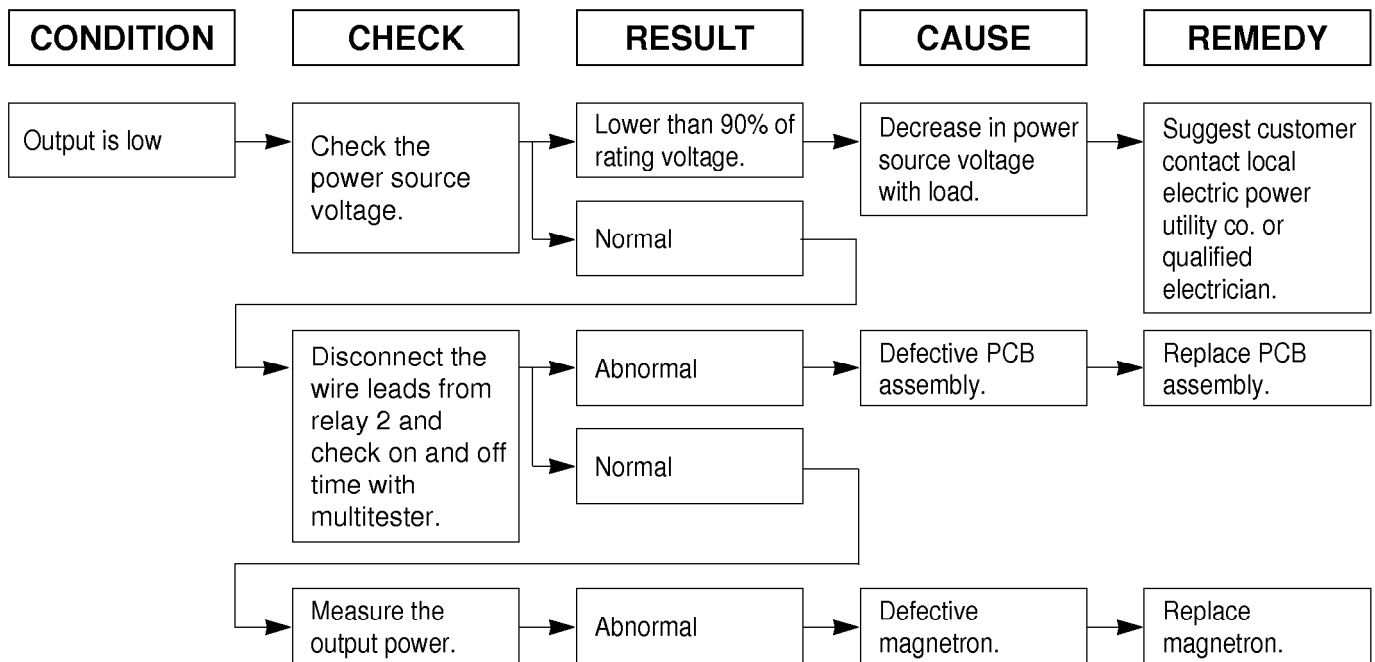 CONDITION
CHECK
RESULT
CAUSE
REMEDY
Output is low
Check the
power source
voltage.
Lower than 90% of
rating voltage.
Decrease in power
source voltage
with load.
Suggest customer
contact local
electric power
utility co. or
qualified
electrician.
Normal
Disconnect the
wire leads from
relay 2 and
check on and off
time with
multitester.
Abnormal
Defective PCB
assembly.
Replace PCB
assembly.
Normal
Measure the
output power.
Abnormal
Defective
magnetron.
Replace
magnetron.